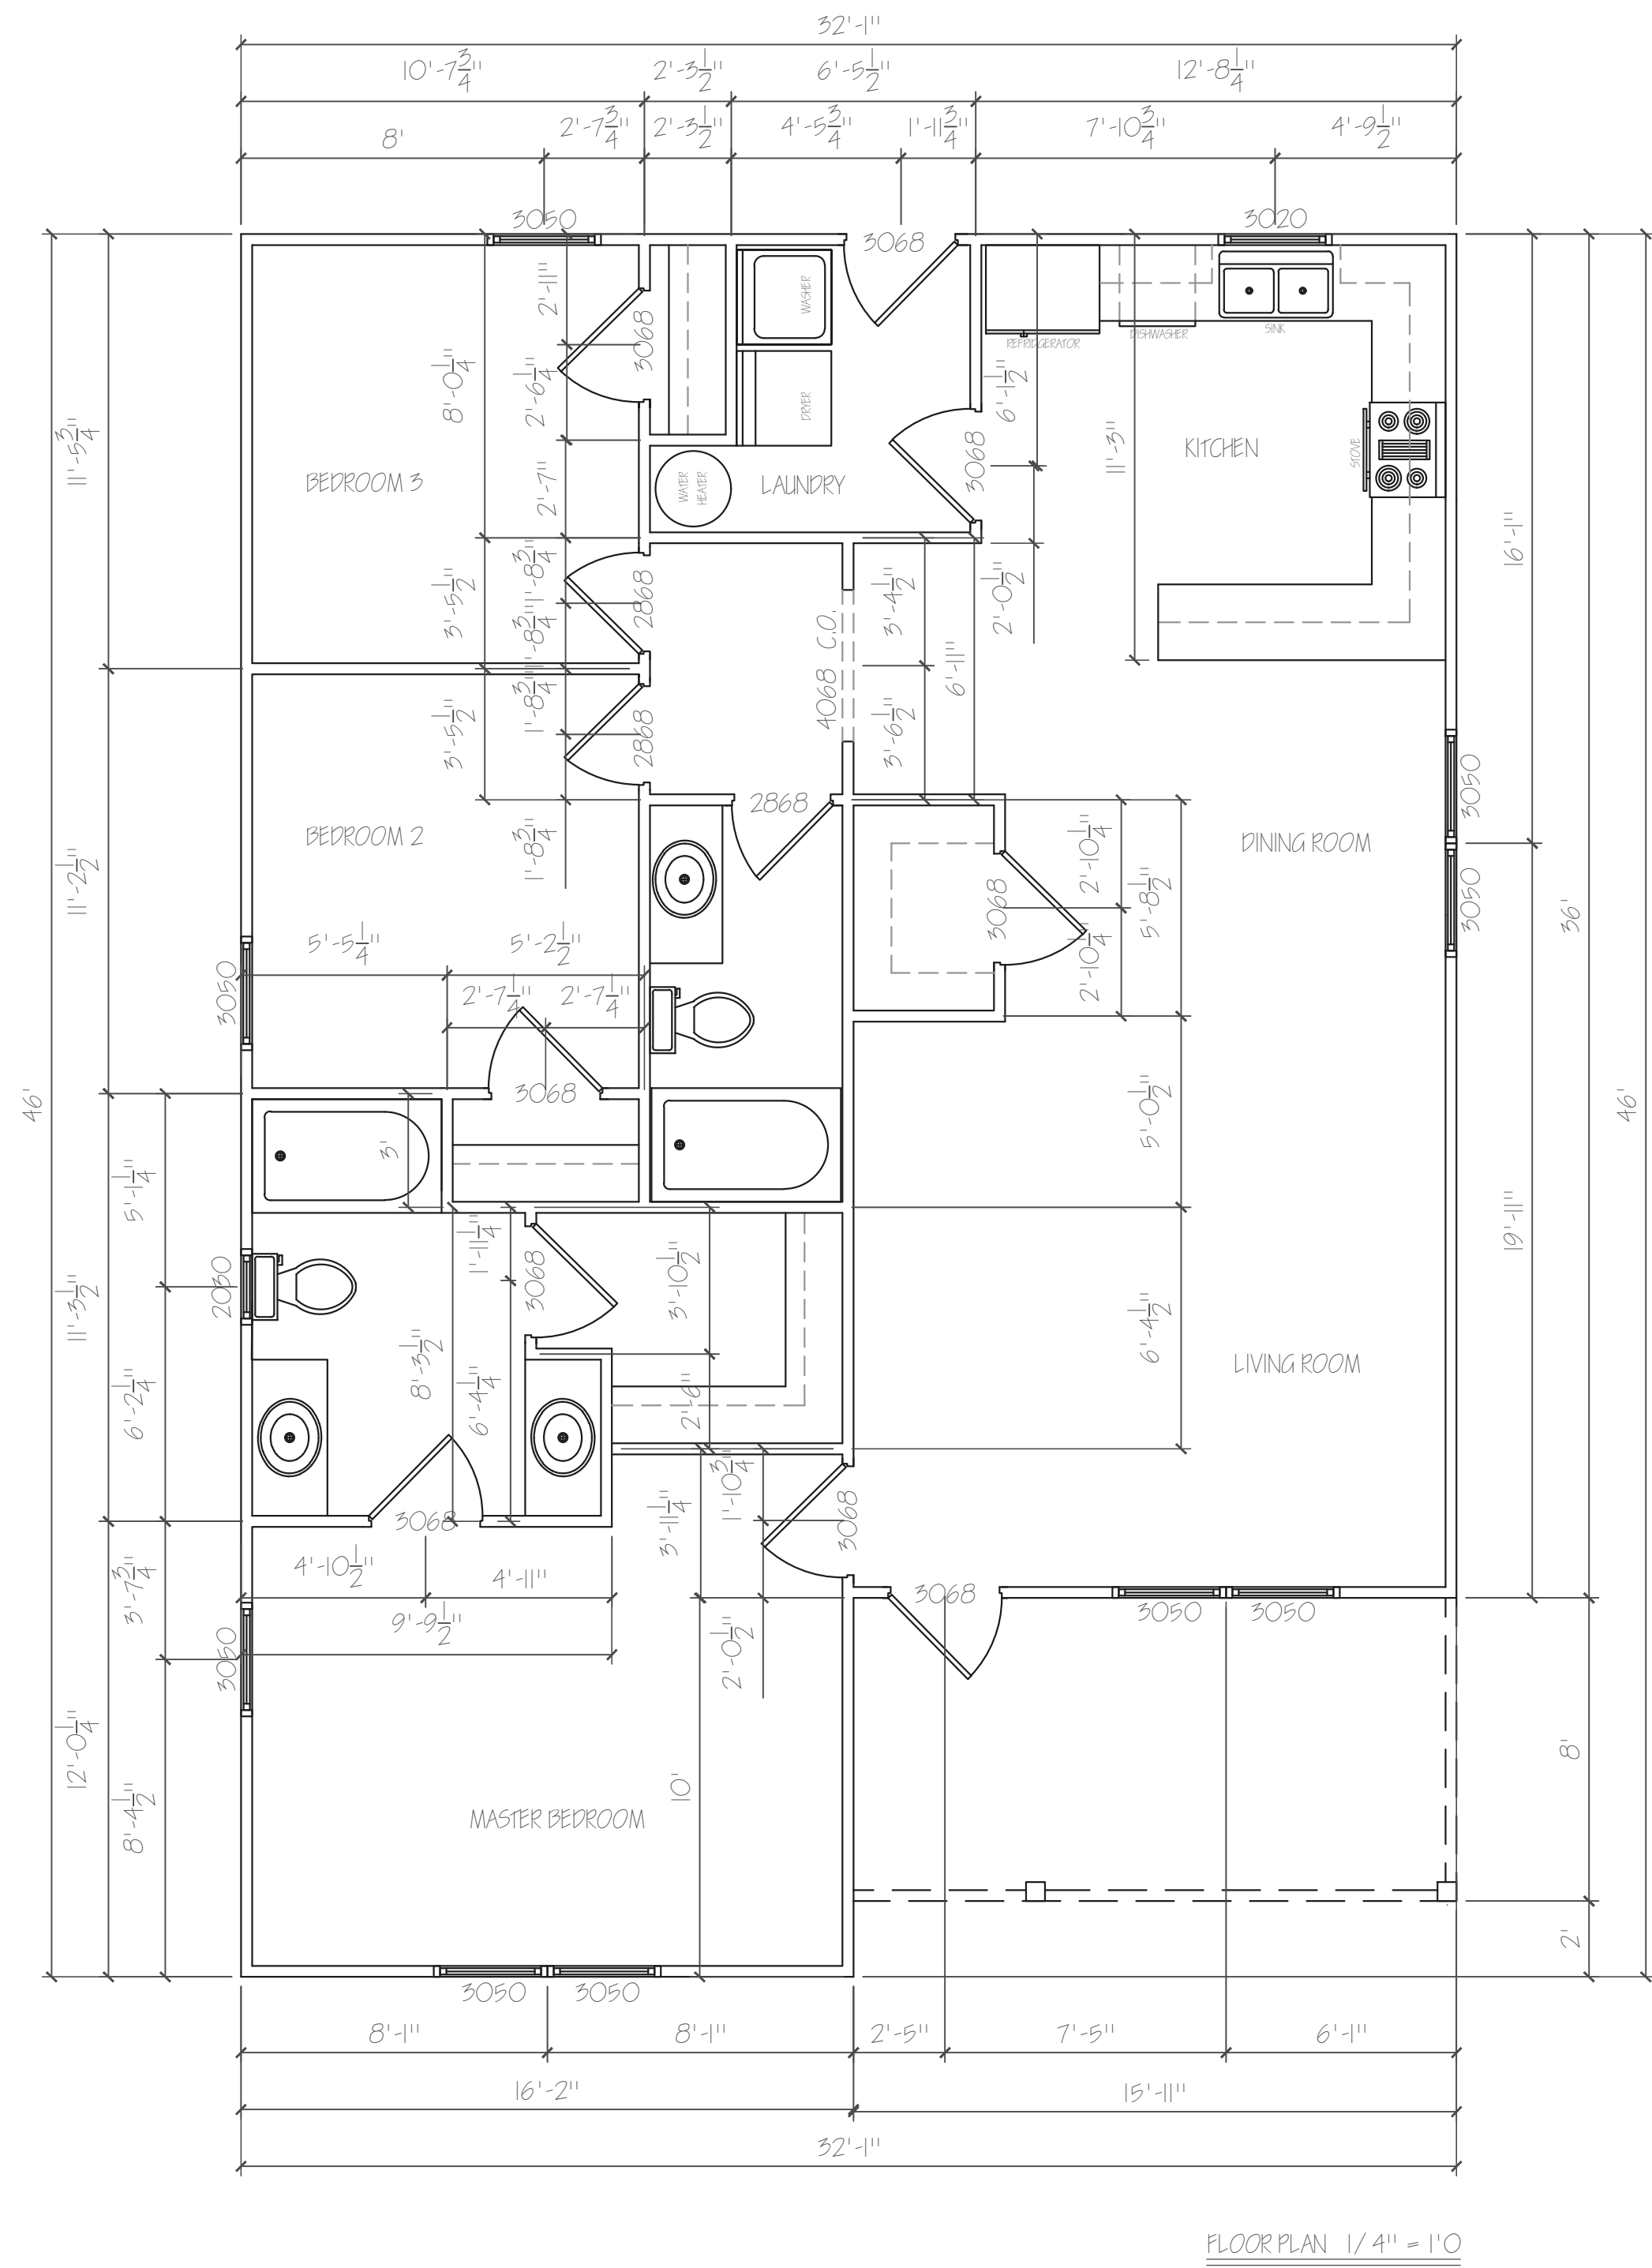 32'-1"
10'-7 3/4" 2'-3 1/2" 6'-5 1/2" 12'-8 1/4"
8' 2'-7 3/4" 2'-3 1/2" 4'-5 3/4" 1'-11 3/4" 7'-10 3/4" 4'-9 1/2"
3050 3068 3020
2'-11" 3068 WASHER
REFRIDGERATOR DISHWASHER SINK
8'-0 1/4" 2'-6 1/4" DRYER 6'-1 1/2"
11'-5 3/4" 11'-3" KITCHEN STOVE
3068
BEDROOM 3 2'-7" WATER HEATER LAUNDRY
16'-1"
3'-5 1/2" 1'-8 3/4" 2868 3'-4 1/2" 2'-0 1/2"
1'-8 3/4" 4068 C.O. 6'-11"
3'-5 1/2" 1'-8 3/4" 2868 3'-6 1/2"
3050
2868
BEDROOM 2 1'-8 3/4" DINING ROOM
11'-2 1/2" 2'-10 1/4" 5'-8 1/2" 3050 36'
3068
5'-5 1/4" 5'-2 1/2" 2'-10 1/4"
3050 2'-7 1/4" 2'-7 1/4"
46' 3068 46'
5'-0 1/2"
3'
5'-1 1/4"
19'-11"
1'-11 1/4" 3068 3'-10 1/2"
2030
11'-3 1/2" 6'-4 1/2"
8'-3 1/2" LIVING ROOM
6'-2 1/4" 6'-4 1/4" 2'-6"
1'-10 3/4"
3068 3'-11 1/4" 3068
4'-10 1/2" 4'-11"
3'-7 3/4" 3068
9'-9 1/2" 3050 3050
3050 2'-0 1/2"
12'-0 1/4" 8'
10'
8'-4 1/2" MASTER BEDROOM
2'
3050 3050
8'-1" 8'-1" 2'-5" 7'-5" 6'-1"
16'-2" 15'-11"
32'-1"
FLOOR PLAN 1/4" = 1'0